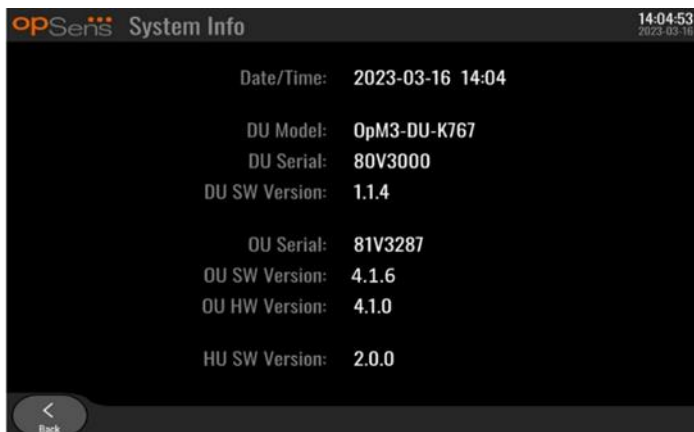 opSens System Info
14:04:53
2023-03-16
Date/Time: 2023-03-16 14:04
DU Model: OpM3-DU-K767
DU Serial: 80V3000
DU SW Version: 1.1.4
OU Serial: 81V3287
OU SW Version: 4.1.6
OU HW Version: 4.1.0
HU SW Version: 2.0.0
Back